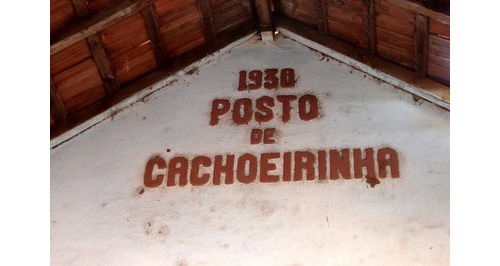 1930
POSTO
DE
CACHOEIRINHA